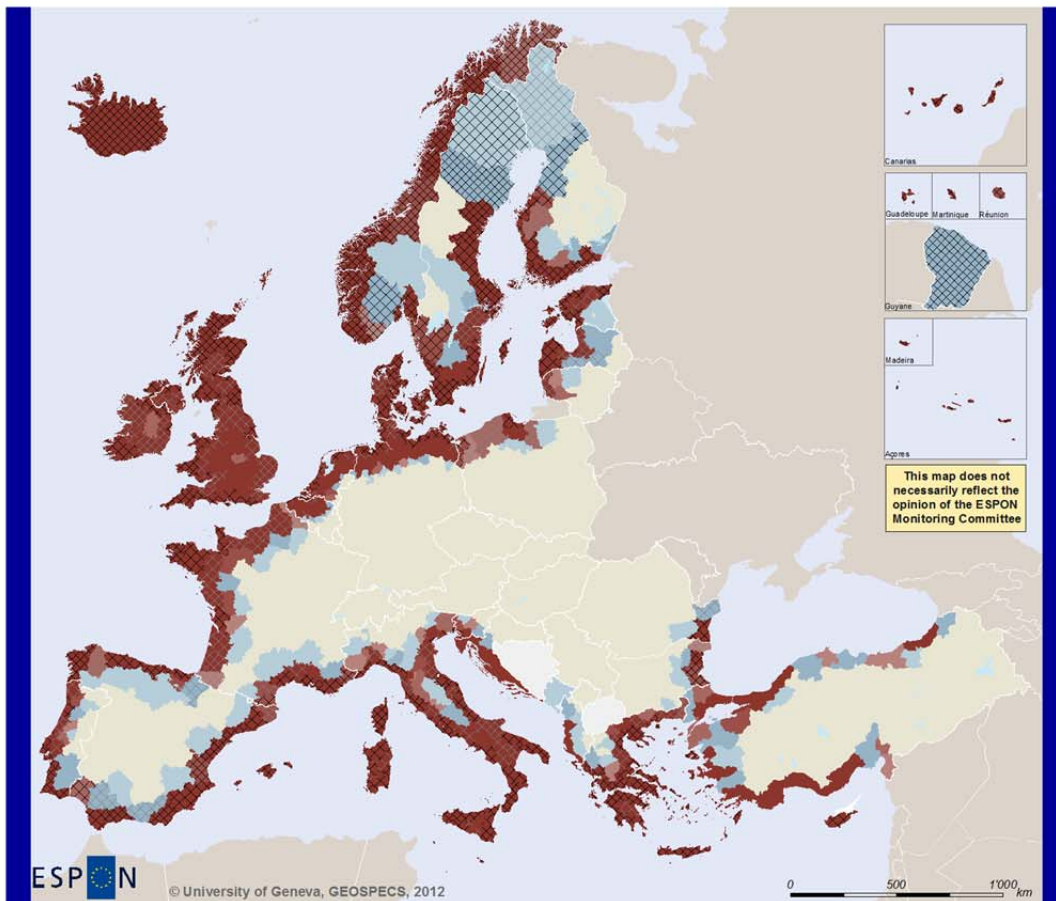 Canarias
Guadeloupe Martinique Réunion
Guyane
Madeira
Açores
This map does not
necessarily reflect the
opinion of the ESPON
Monitoring Committee
ESPON
© University of Geneva, GEOSPECS, 2012
0 500 1'000
km